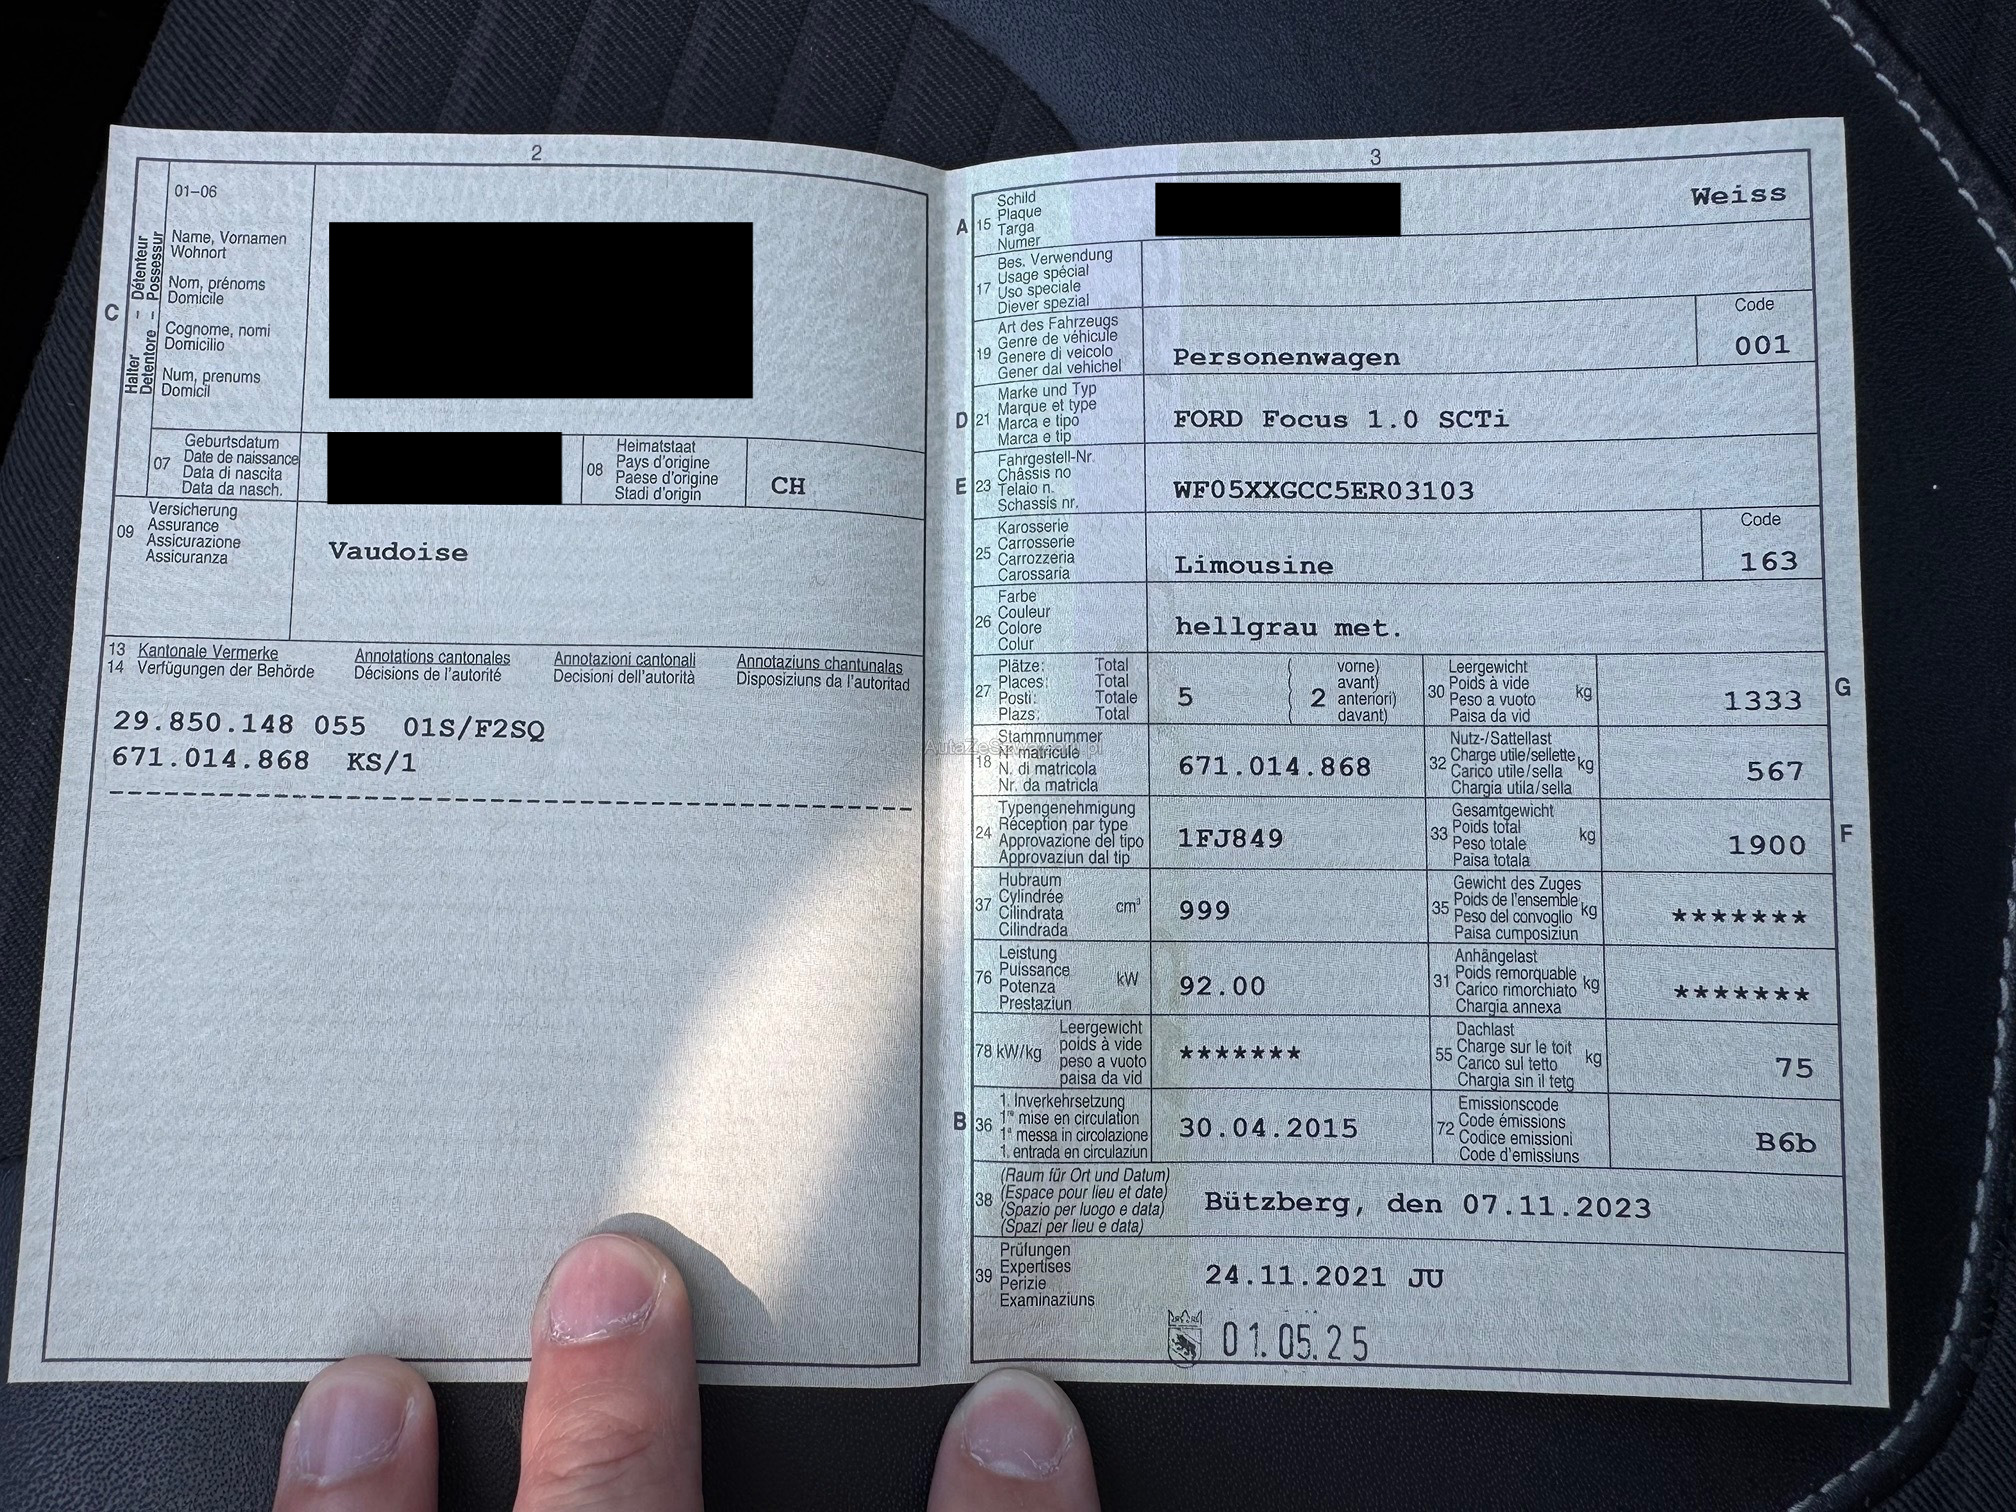 2
01–06
C
Halter – Détenteur
Detentore – Possessur
Name, Vornamen
Wohnort
Nom, prénoms
Domicile
Cognome, nomi
Domicilio
Num, prenums
Domicil
07
Geburtsdatum
Date de naissance
Data di nascita
Data da nasch.
08
Heimatstaat
Pays d'origine
Paese d'origine
Stadi d'origin
CH
09
Versicherung
Assurance
Assicurazione
Assicuranza
Vaudoise
13 Kantonale Vermerke Annotations cantonales Annotazioni cantonali Annotaziuns chantunalas
14 Verfügungen der Behörde Décisions de l'autorité Decisioni dell'autorità Disposiziuns da l'autoritad
29.850.148 055 01S/F2SQ
671.014.868 KS/1
3
A
15
Schild
Plaque
Targa
Numer
Weiss
17
Bes. Verwendung
Usage spécial
Uso speciale
Diever spezial
19
Art des Fahrzeugs
Genre de véhicule
Genere di veicolo
Gener dal vehichel
Personenwagen
Code
001
D
21
Marke und Typ
Marque et type
Marca e tipo
Marca e tip
FORD Focus 1.0 SCTi
E
23
Fahrgestell-Nr.
Châssis no
Telaio n.
Schassis nr.
WF05XXGCC5ER03103
25
Karosserie
Carrosserie
Carrozzeria
Carossaria
Limousine
Code
163
26
Farbe
Couleur
Colore
Colur
hellgrau met.
27
Plätze: Total
Places: Total
Posti: Totale
Plazs: Total
5
2
vorne)
avant)
anteriori)
davant)
30
Leergewicht
Poids à vide
Peso a vuoto
Paisa da vid
kg
1333
G
18
Stammnummer
N° matricule
N. di matricola
Nr. da matricla
671.014.868
32
Nutz-/Sattellast
Charge utile/sellette
Carico utile/sella
Chargia utila/sella
kg
567
24
Typengenehmigung
Réception par type
Approvazione del tipo
Approvaziun dal tip
1FJ849
33
Gesamtgewicht
Poids total
Peso totale
Paisa totala
kg
1900
F
37
Hubraum
Cylindrée
Cilindrata
Cilindrada
cm³
999
35
Gewicht des Zuges
Poids de l'ensemble
Peso del convoglio
Paisa cumposiziun
kg
*******
76
Leistung
Puissance
Potenza
Prestaziun
kW
92.00
31
Anhängelast
Poids remorquable
Carico rimorchiato
Chargia annexa
kg
*******
78 kW/kg
Leergewicht
poids à vide
peso a vuoto
paisa da vid
*******
55
Dachlast
Charge sur le toit
Carico sul tetto
Chargia sin il tetg
kg
75
B
36
1. Inverkehrsetzung
1re mise en circulation
1a messa in circolazione
1. entrada en circulaziun
30.04.2015
72
Emissionscode
Code émissions
Codice emissioni
Code d'emissiuns
B6b
38
(Raum für Ort und Datum)
(Espace pour lieu et date)
(Spazio per luogo e data)
(Spazi per lieu e data)
Bützberg, den 07.11.2023
39
Prüfungen
Expertises
Perizie
Examinaziuns
24.11.2021 JU
01.05.25